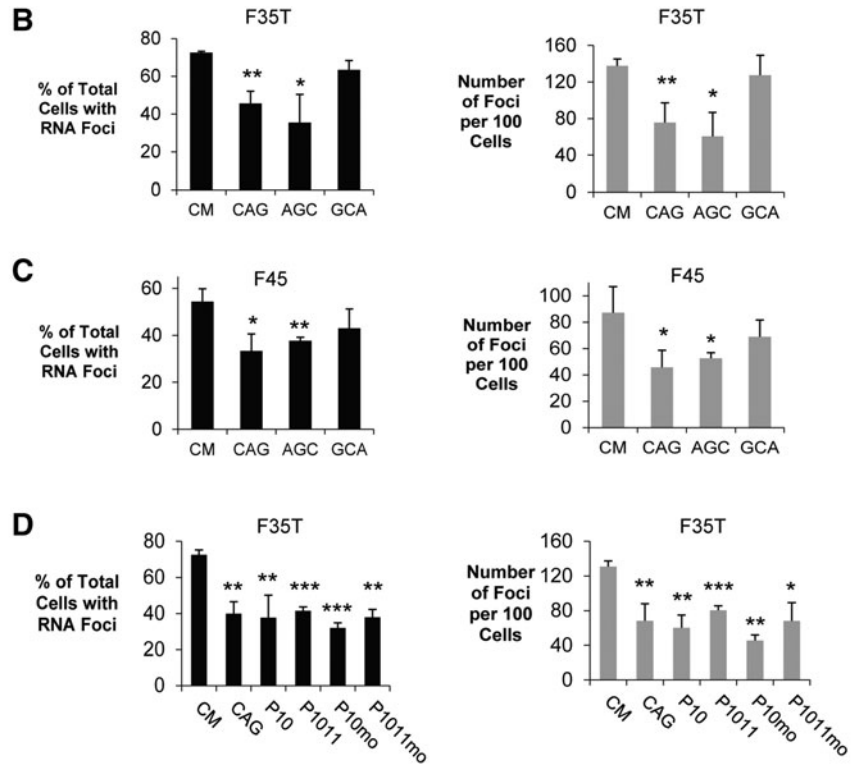 B
F35T
% of Total
Cells with
RNA Foci
80
60
40
20
0
** *
CM CAG AGC GCA
F35T
Number
of Foci
per 100
Cells
160
120
80
40
0
** *
CM CAG AGC GCA
C
F45
% of Total
Cells with
RNA Foci
60
40
20
0
* **
CM CAG AGC GCA
F45
Number
of Foci
per 100
Cells
100
80
60
40
20
0
* *
CM CAG AGC GCA
D
F35T
% of Total
Cells with
RNA Foci
80
60
40
20
0
** ** *** *** **
CM CAG P10 P1011 P10mo P1011mo
F35T
Number
of Foci
per 100
Cells
160
120
80
40
0
** ** *** ** *
CM CAG P10 P1011 P10mo P1011mo